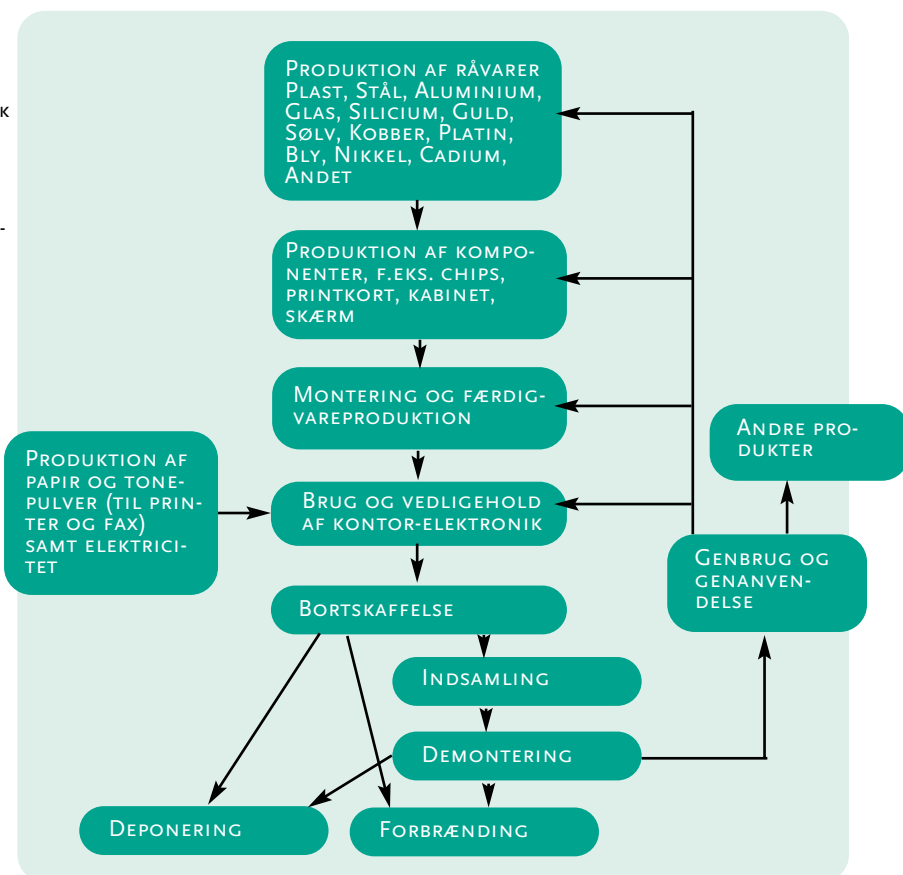 Produktion af råvarer
Plast, Stål, Aluminium,
Glas, Silicium, Guld,
Sølv, Kobber, Platin,
Bly, Nikkel, Cadium,
Andet
k
-
Produktion af kompo-
nenter, f.eks. chips,
printkort, kabinet,
skærm
Montering og færdig-
vareproduktion
Andre pro-
dukter
Produktion af
papir og tone-
pulver (til prin-
ter og fax)
samt elektrici-
tet
Brug og vedligehold
af kontor-elektronik
Genbrug og
genanven-
delse
Bortskaffelse
Indsamling
Demontering
Deponering
Forbrænding